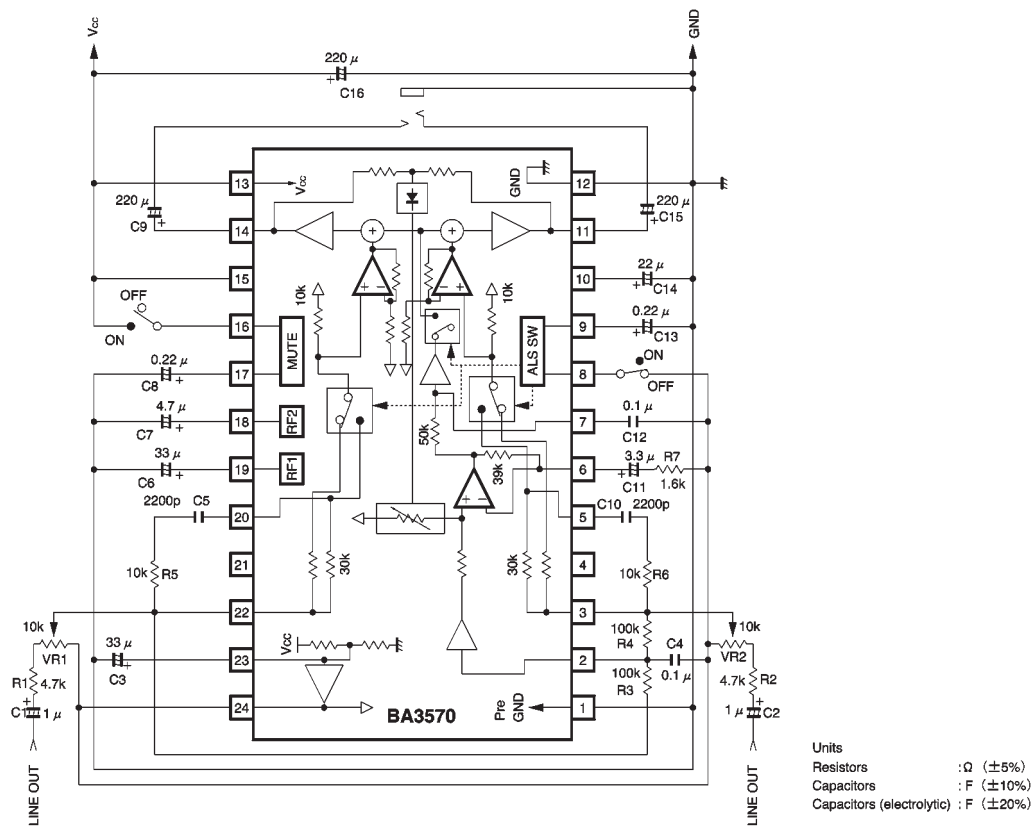 Vcc
GND
220 μ
+
C16
13
Vcc
GND
12
220 μ
C9
+
220 μ
C15
+
14
+
+
11
15
22 μ
10
+
C14
+ −
− +
10k
10k
OFF
ON
16
MUTE
17
0.22 μ
C8
+
ALS SW
9
0.22 μ
+
C13
8
ON
OFF
4.7 μ
C7
+
18
RF2
7
0.1 μ
C12
50k
39k
33 μ
C6
+
19
RF1
6
3.3 μ
+
C11
R7
1.6k
2200p
C5
20
+ −
5
C10
2200p
21
4
10k
R5
30k
30k
10k
R6
22
3
10k
VR1
100k
R4
C4
0.1 μ
10k
VR2
33 μ
+
C3
23
Vcc
2
R1
4.7k
100k
R3
4.7k
R2
+
C1
1 μ
24
BA3570
Pre
GND
1
+
1 μ
C2
LINE OUT
LINE OUT
Units
Resistors : Ω (±5%)
Capacitors : F (±10%)
Capacitors (electrolytic) : F (±20%)